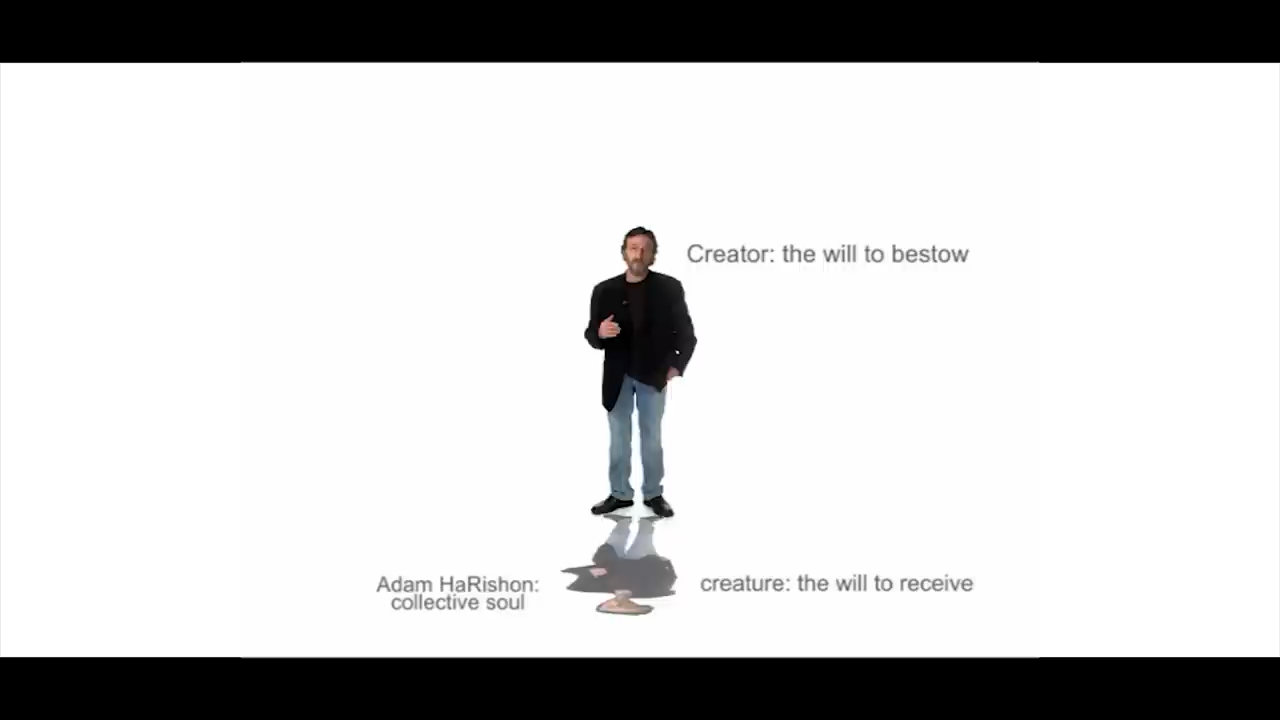 Creator: the will to bestow
Adam HaRishon:
collective soul
creature: the will to receive